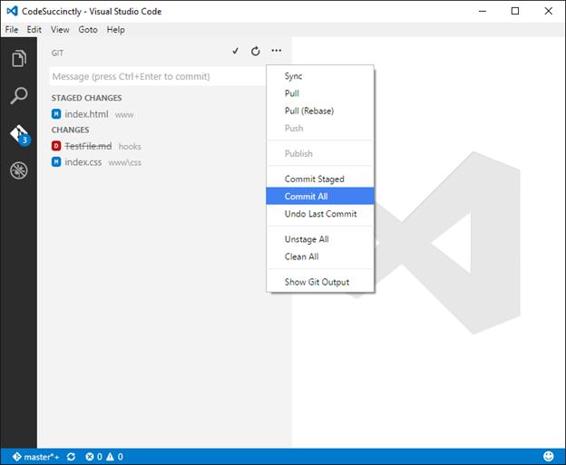 CodeSuccinctly - Visual Studio Code
File Edit View Goto Help
GIT
Message (press Ctrl+Enter to commit)
STAGED CHANGES
M index.html www
CHANGES
D TestFile.md hooks
M index.css www\css
3
Sync
Pull
Pull (Rebase)
Push
Publish
Commit Staged
Commit All
Undo Last Commit
Unstage All
Clean All
Show Git Output
master*+ 0 0